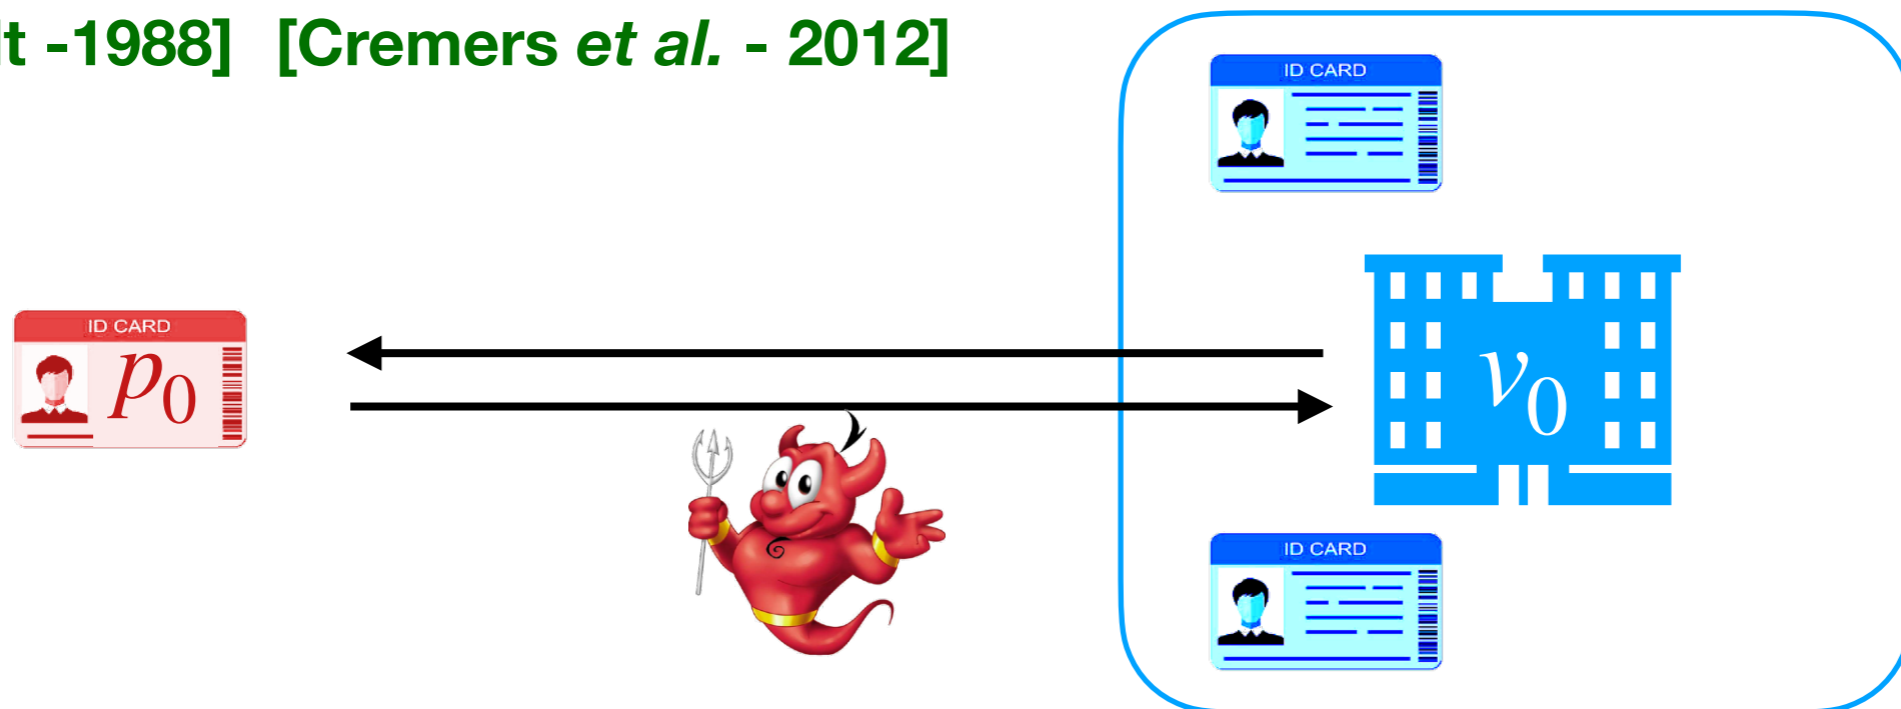 -1988] [Cremers et al. - 2012]
ID CARD
ID CARD
p0
v0
ID CARD